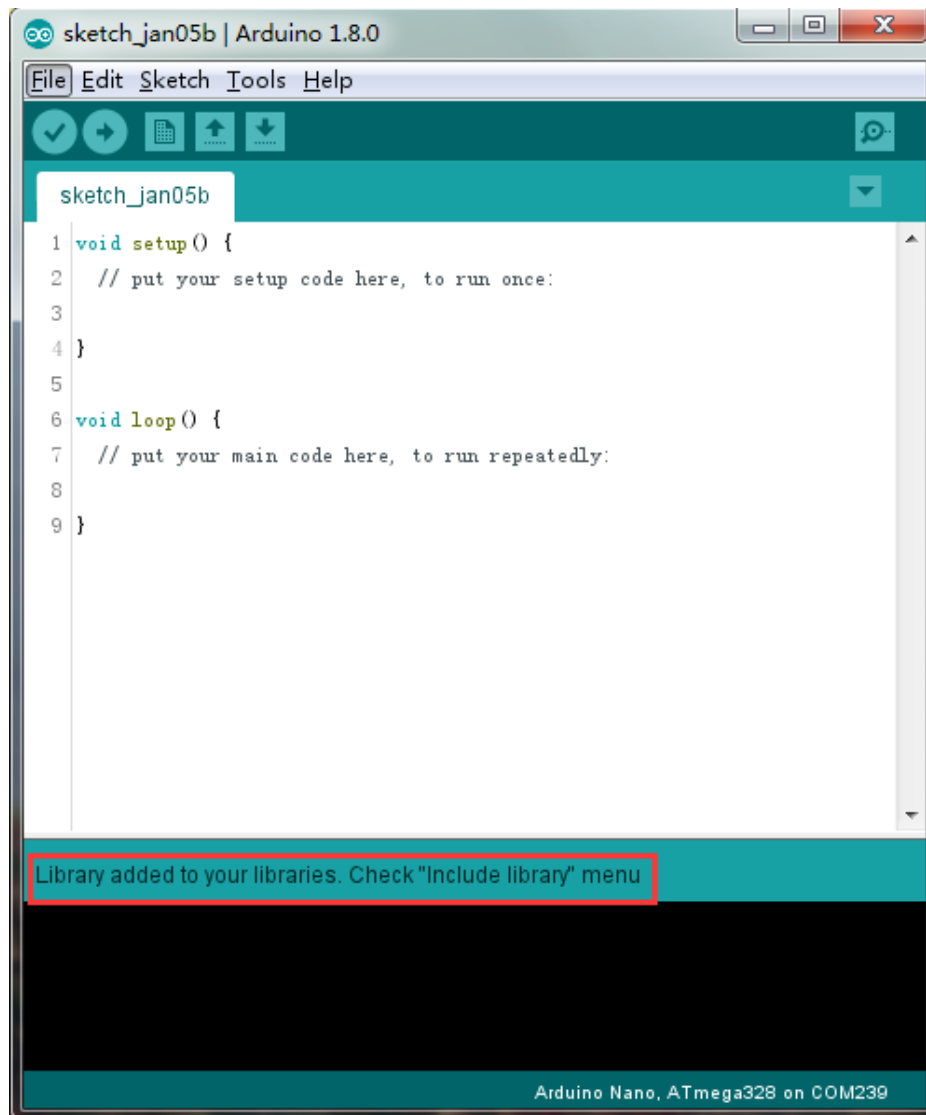 sketch_jan05b | Arduino 1.8.0
File Edit Sketch Tools Help
sketch_jan05b
1 void setup() {
2   // put your setup code here, to run once:
3
4 }
5
6 void loop() {
7   // put your main code here, to run repeatedly:
8
9 }
Library added to your libraries. Check "Include library" menu
Arduino Nano, ATmega328 on COM239